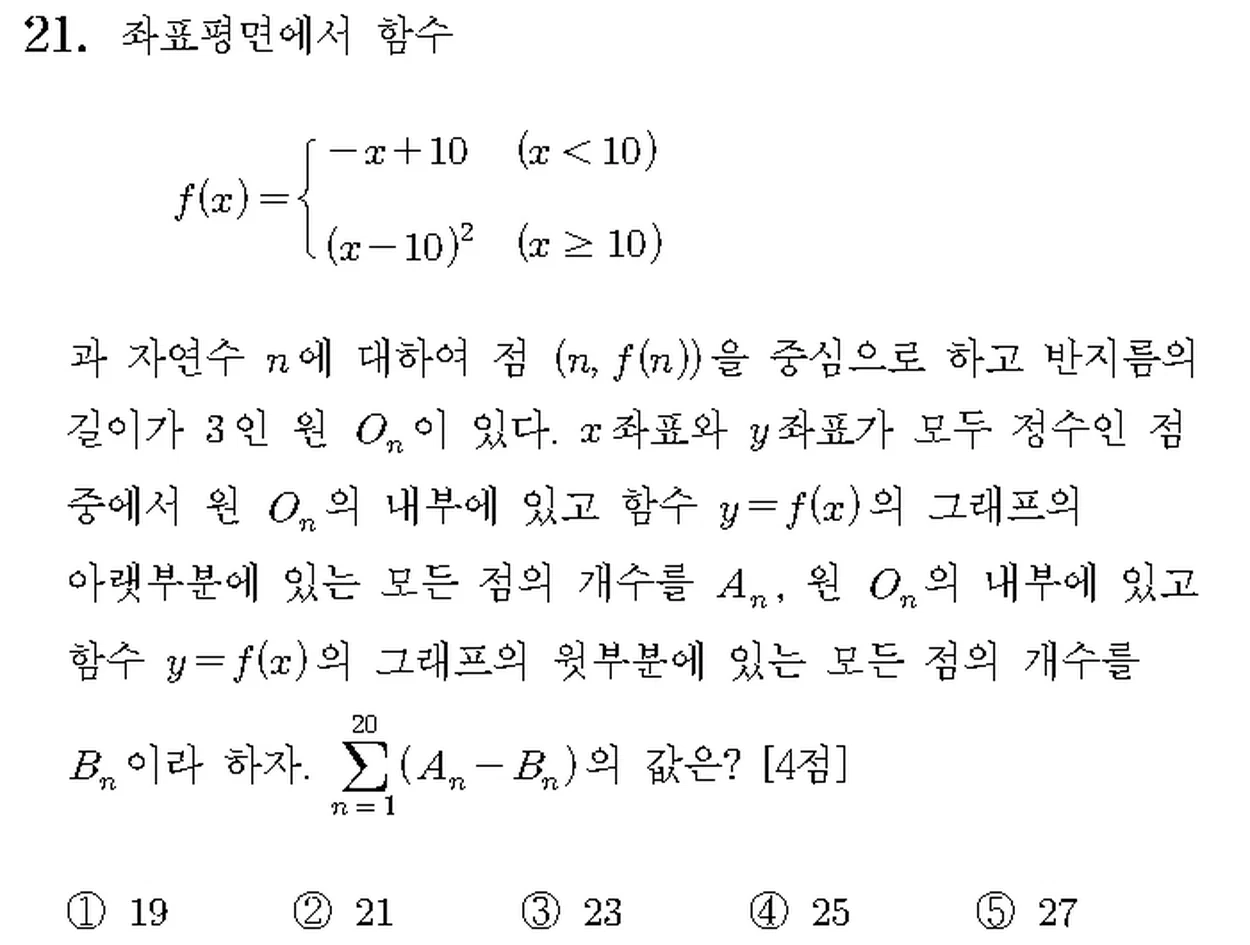 21. 좌표평면에서 함수
f(x) = { -x+10 (x < 10)
(x-10)² (x ≥ 10)
과 자연수 n에 대하여 점 (n, f(n))을 중심으로 하고 반지름의
길이가 3인 원 Oₙ이 있다. x좌표와 y좌표가 모두 정수인 점
중에서 원 Oₙ의 내부에 있고 함수 y=f(x)의 그래프의
아랫부분에 있는 모든 점의 개수를 Aₙ, 원 Oₙ의 내부에 있고
함수 y=f(x)의 그래프의 윗부분에 있는 모든 점의 개수를
20
Bₙ이라 하자. ∑(Aₙ-Bₙ)의 값은? [4점]
n=1
① 19 ② 21 ③ 23 ④ 25 ⑤ 27